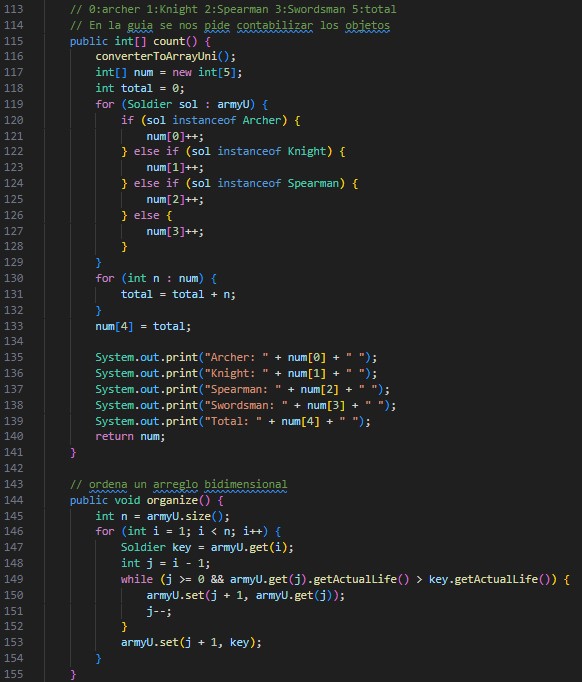 113 // 0:archer 1:Knight 2:Spearman 3:Swordsman 5:total
114 // En la guia se nos pide contabilizar los objetos
115 public int[] count() {
116 converterToArrayUni();
117 int[] num = new int[5];
118 int total = 0;
119 for (Soldier sol : armyU) {
120 if (sol instanceof Archer) {
121 num[0]++;
122 } else if (sol instanceof Knight) {
123 num[1]++;
124 } else if (sol instanceof Spearman) {
125 num[2]++;
126 } else {
127 num[3]++;
128 }
129 }
130 for (int n : num) {
131 total = total + n;
132 }
133 num[4] = total;
134
135 System.out.print("Archer: " + num[0] + " ");
136 System.out.print("Knight: " + num[1] + " ");
137 System.out.print("Spearman: " + num[2] + " ");
138 System.out.print("Swordsman: " + num[3] + " ");
139 System.out.print("Total: " + num[4] + " ");
140 return num;
141 }
142
143 // ordena un arreglo bidimensional
144 public void organize() {
145 int n = armyU.size();
146 for (int i = 1; i < n; i++) {
147 Soldier key = armyU.get(i);
148 int j = i - 1;
149 while (j >= 0 && armyU.get(j).getActualLife() > key.getActualLife()) {
150 armyU.set(j + 1, armyU.get(j));
151 j--;
152 }
153 armyU.set(j + 1, key);
154 }
155 }